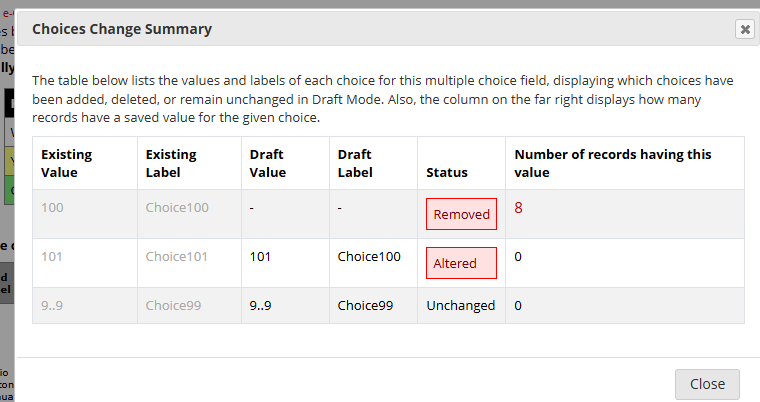 Choices Change Summary
The table below lists the values and labels of each choice for this multiple choice field, displaying which choices have
been added, deleted, or remain unchanged in Draft Mode. Also, the column on the far right displays how many
records have a saved value for the given choice.
Existing Value Existing Label Draft Value Draft Label Status Number of records having this value
100 Choice100 - - Removed 8
101 Choice101 101 Choice100 Altered 0
9..9 Choice99 9..9 Choice99 Unchanged 0
Close